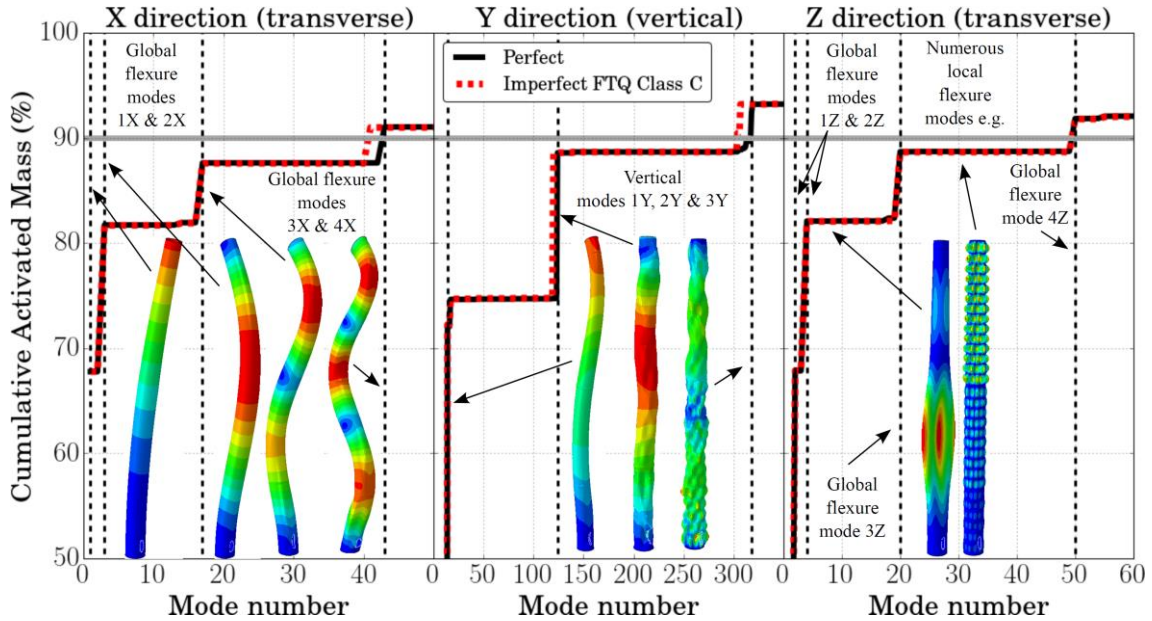 X direction (transverse)
Y direction (vertical)
Z direction (transverse)
Cumulative Activated Mass (%)
100
90
80
70
60
50
Global
flexure
modes
1X & 2X
Global flexure
modes
3X & 4X
0
10
20
30
40
Mode number
Perfect
Imperfect FTQ Class C
Vertical
modes 1Y, 2Y & 3Y
0
50
100
150
200
250
300
Mode number
Global
flexure
modes
1Z & 2Z
Numerous
local
flexure
modes e.g.
Global
flexure
mode 4Z
Global
flexure
mode 3Z
0
10
20
30
40
50
60
Mode number